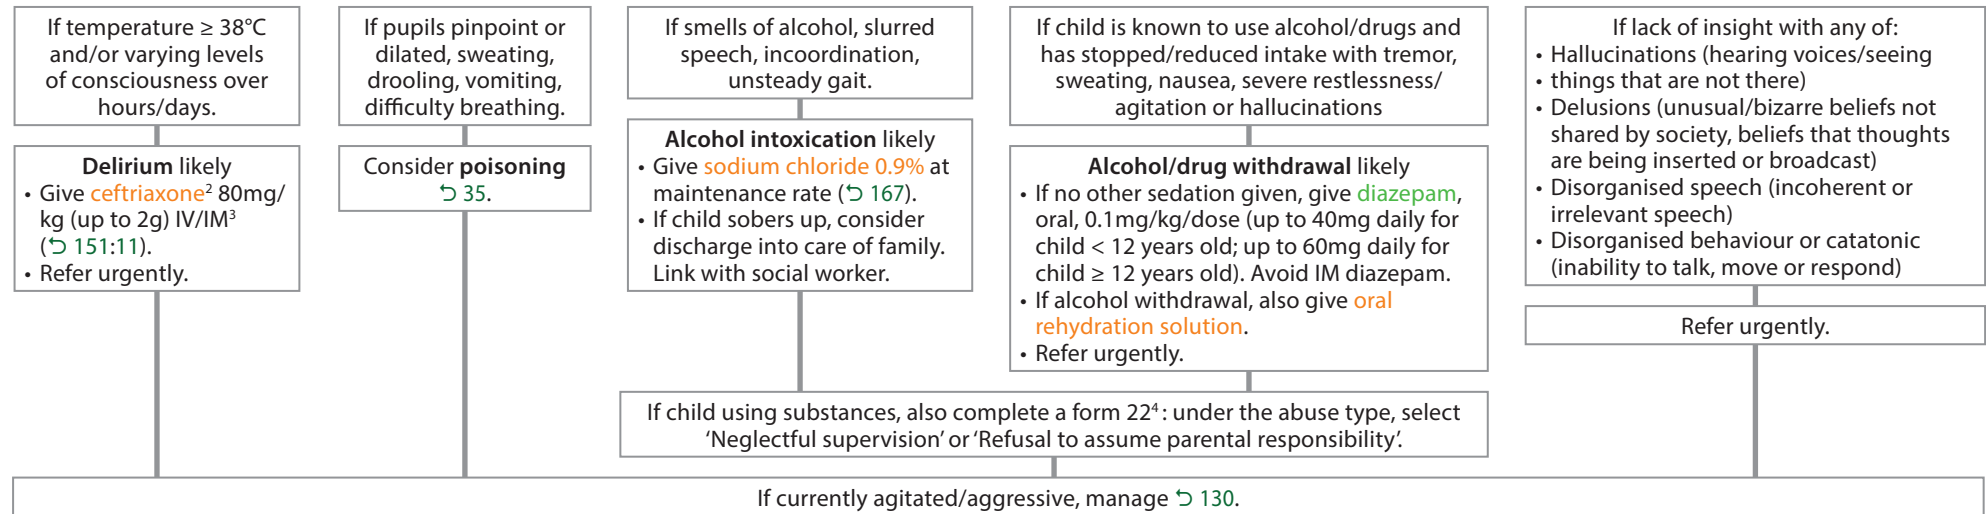 If temperature ≥ 38°C
and/or varying levels
of consciousness over
hours/days.
Delirium likely
• Give ceftriaxone² 80mg/
kg (up to 2g) IV/IM³
(⮌ 151:11).
• Refer urgently.
If pupils pinpoint or
dilated, sweating,
drooling, vomiting,
difficulty breathing.
Consider poisoning
⮌ 35.
If smells of alcohol, slurred
speech, incoordination,
unsteady gait.
Alcohol intoxication likely
• Give sodium chloride 0.9% at
maintenance rate (⮌ 167).
• If child sobers up, consider
discharge into care of family.
Link with social worker.
If child is known to use alcohol/drugs and
has stopped/reduced intake with tremor,
sweating, nausea, severe restlessness/
agitation or hallucinations
Alcohol/drug withdrawal likely
• If no other sedation given, give diazepam,
oral, 0.1mg/kg/dose (up to 40mg daily for
child < 12 years old; up to 60mg daily for
child ≥ 12 years old). Avoid IM diazepam.
• If alcohol withdrawal, also give oral
rehydration solution.
• Refer urgently.
If child using substances, also complete a form 22⁴: under the abuse type, select
‘Neglectful supervision’ or ‘Refusal to assume parental responsibility’.
If lack of insight with any of:
• Hallucinations (hearing voices/seeing
• things that are not there)
• Delusions (unusual/bizarre beliefs not
shared by society, beliefs that thoughts
are being inserted or broadcast)
• Disorganised speech (incoherent or
irrelevant speech)
• Disorganised behaviour or catatonic
(inability to talk, move or respond)
Refer urgently.
If currently agitated/aggressive, manage ⮌ 130.